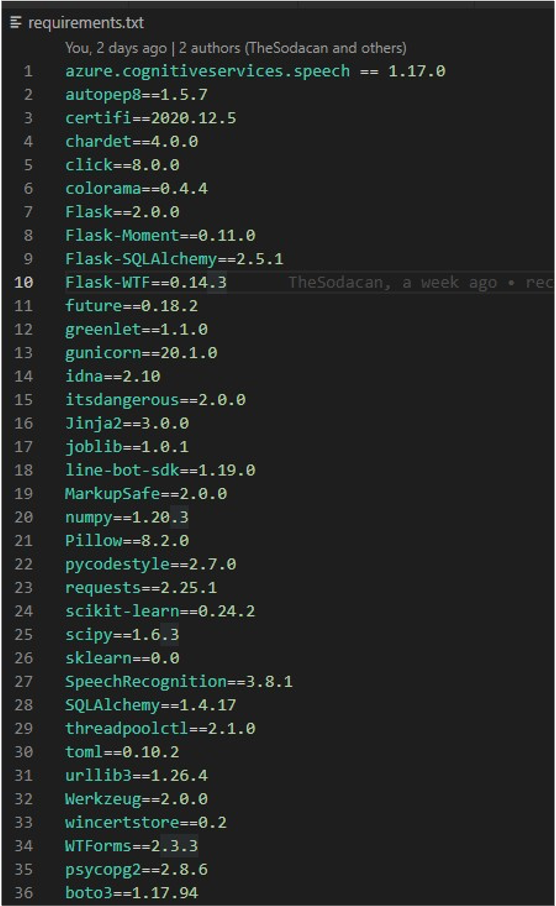 requirements.txt
You, 2 days ago | 2 authors (TheSodacan and others)
1 azure.cognitiveservices.speech == 1.17.0
2 autopep8==1.5.7
3 certifi==2020.12.5
4 chardet==4.0.0
5 click==8.0.0
6 colorama==0.4.4
7 Flask==2.0.0
8 Flask-Moment==0.11.0
9 Flask-SQLAlchemy==2.5.1
10 Flask-WTF==0.14.3 TheSodacan, a week ago • rec
11 future==0.18.2
12 greenlet==1.1.0
13 gunicorn==20.1.0
14 idna==2.10
15 itsdangerous==2.0.0
16 Jinja2==3.0.0
17 joblib==1.0.1
18 line-bot-sdk==1.19.0
19 MarkupSafe==2.0.0
20 numpy==1.20.3
21 Pillow==8.2.0
22 pycodestyle==2.7.0
23 requests==2.25.1
24 scikit-learn==0.24.2
25 scipy==1.6.3
26 sklearn==0.0
27 SpeechRecognition==3.8.1
28 SQLAlchemy==1.4.17
29 threadpoolctl==2.1.0
30 toml==0.10.2
31 urllib3==1.26.4
32 Werkzeug==2.0.0
33 wincertstore==0.2
34 WTForms==2.3.3
35 psycopg2==2.8.6
36 boto3==1.17.94